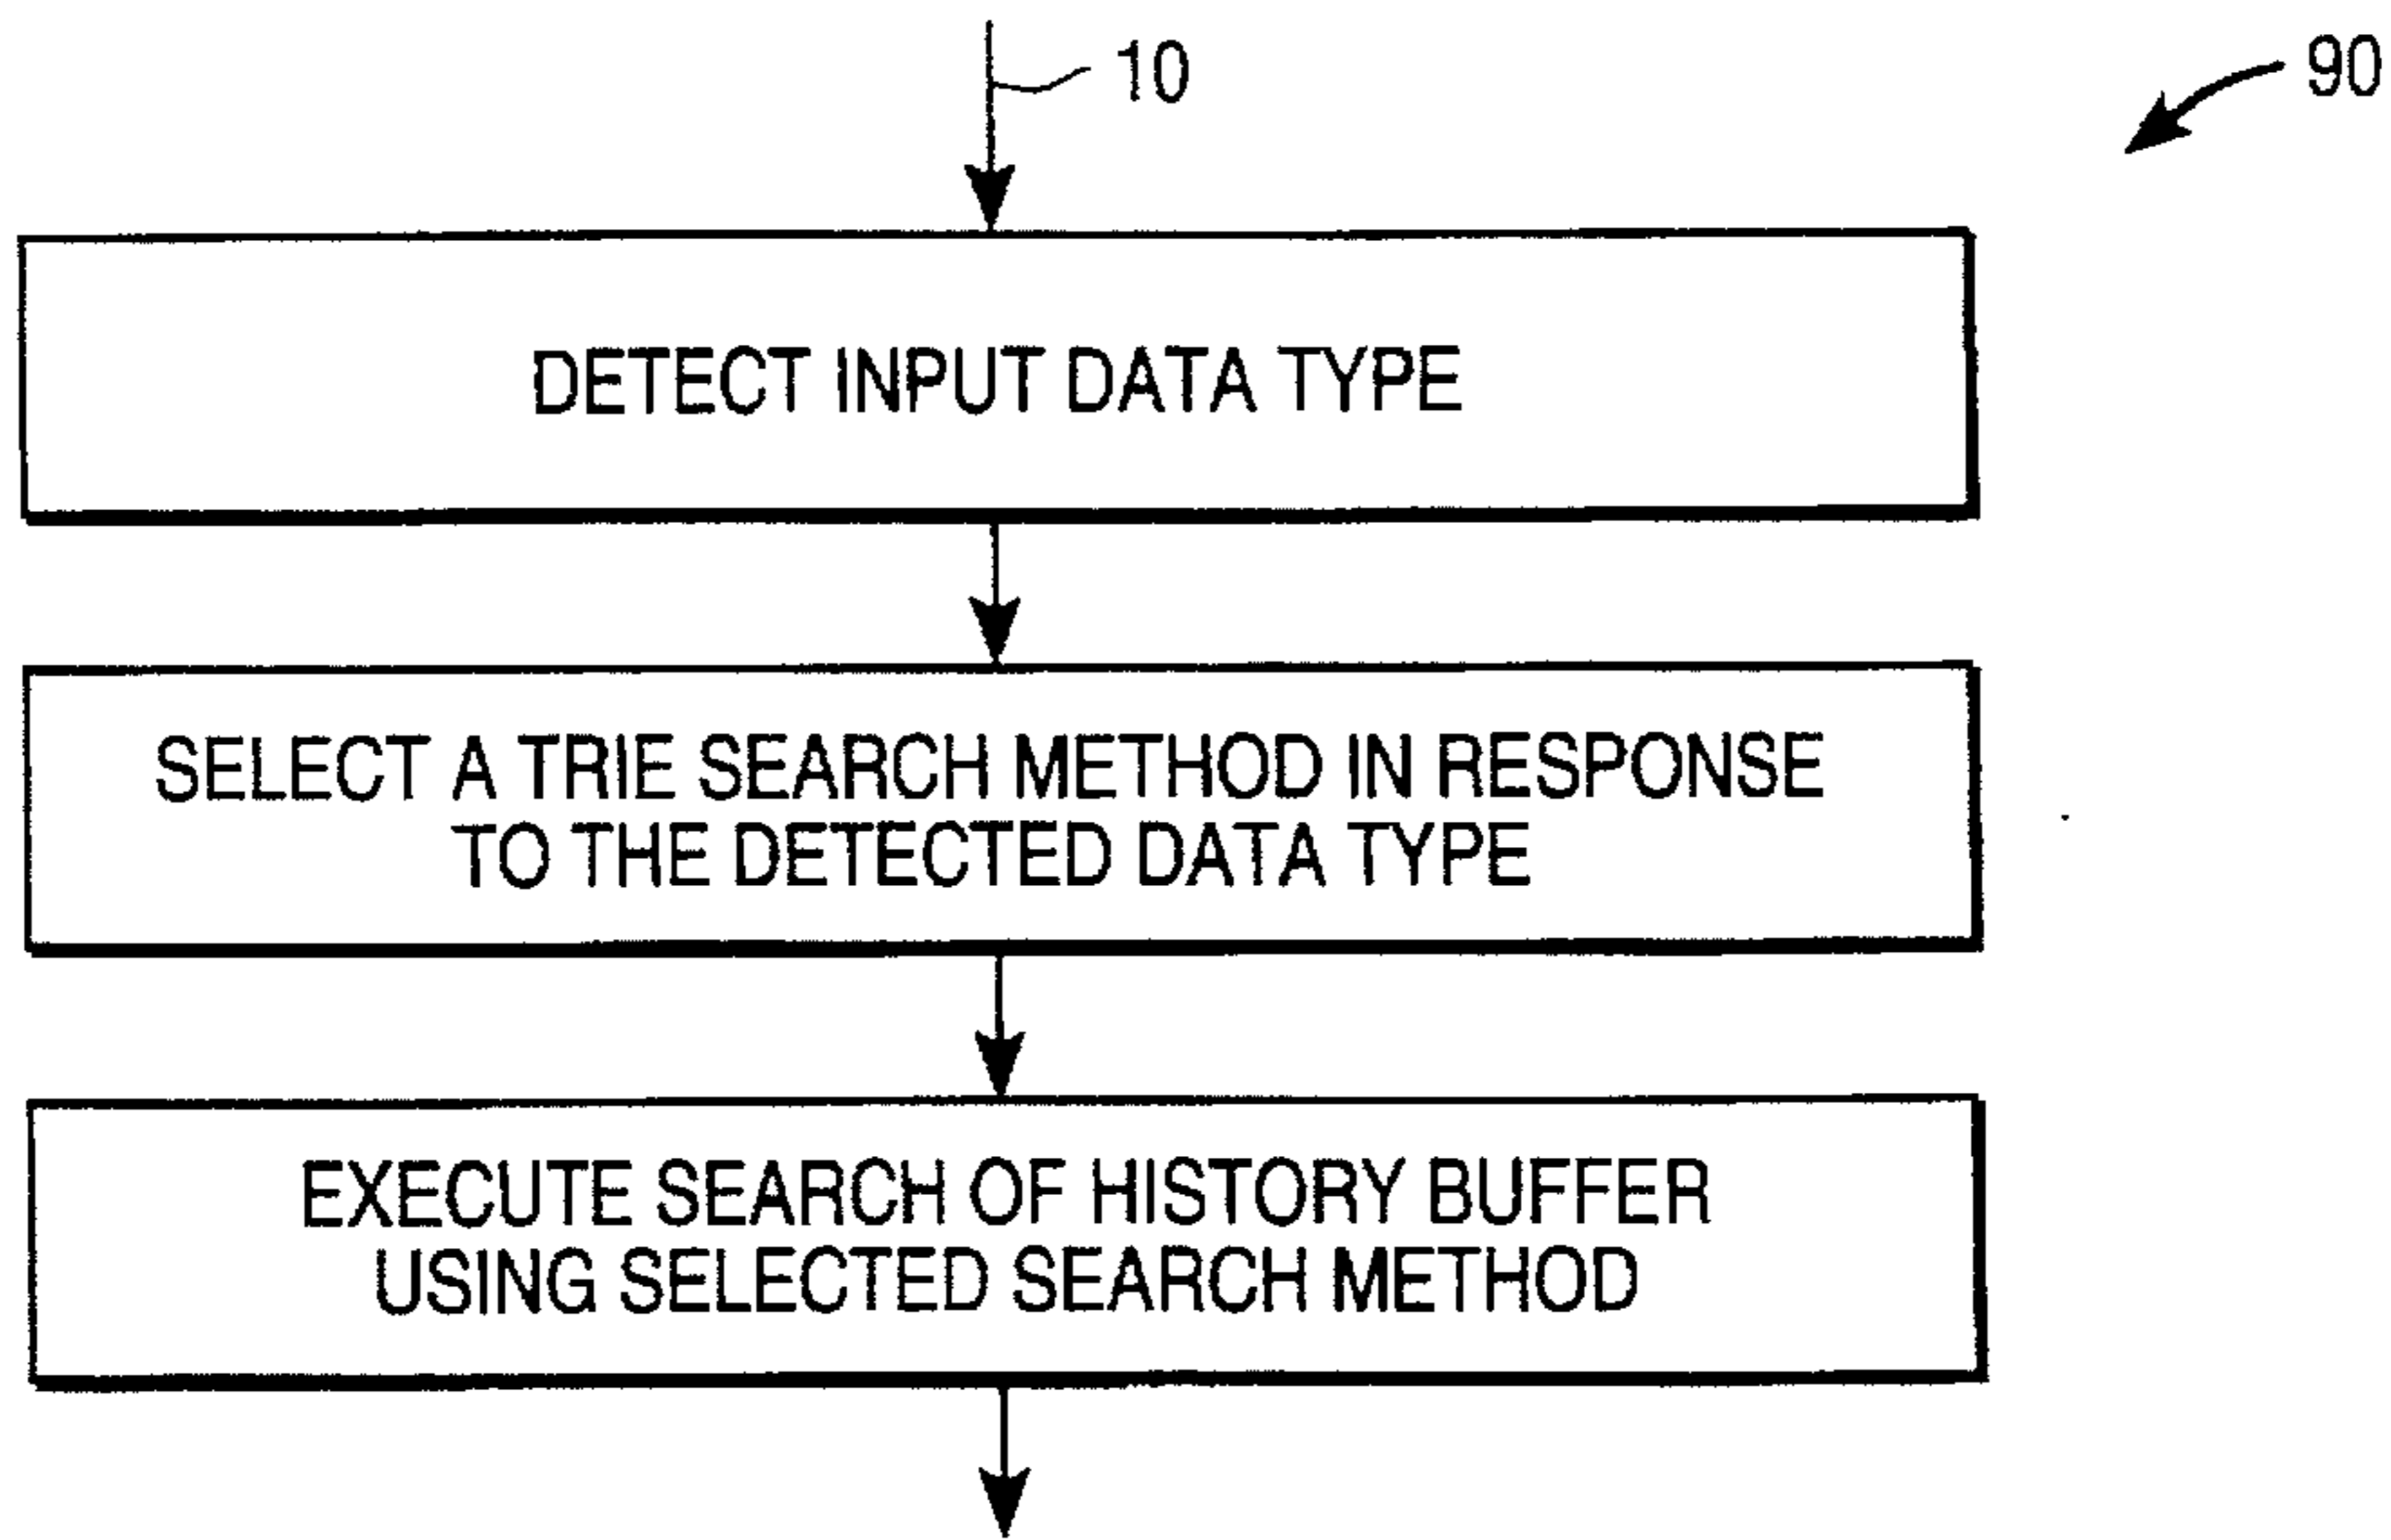 10
90
DETECT INPUT DATA TYPE
SELECT A TRIE SEARCH METHOD IN RESPONSE
TO THE DETECTED DATA TYPE
EXECUTE SEARCH OF HISTORY BUFFER
USING SELECTED SEARCH METHOD